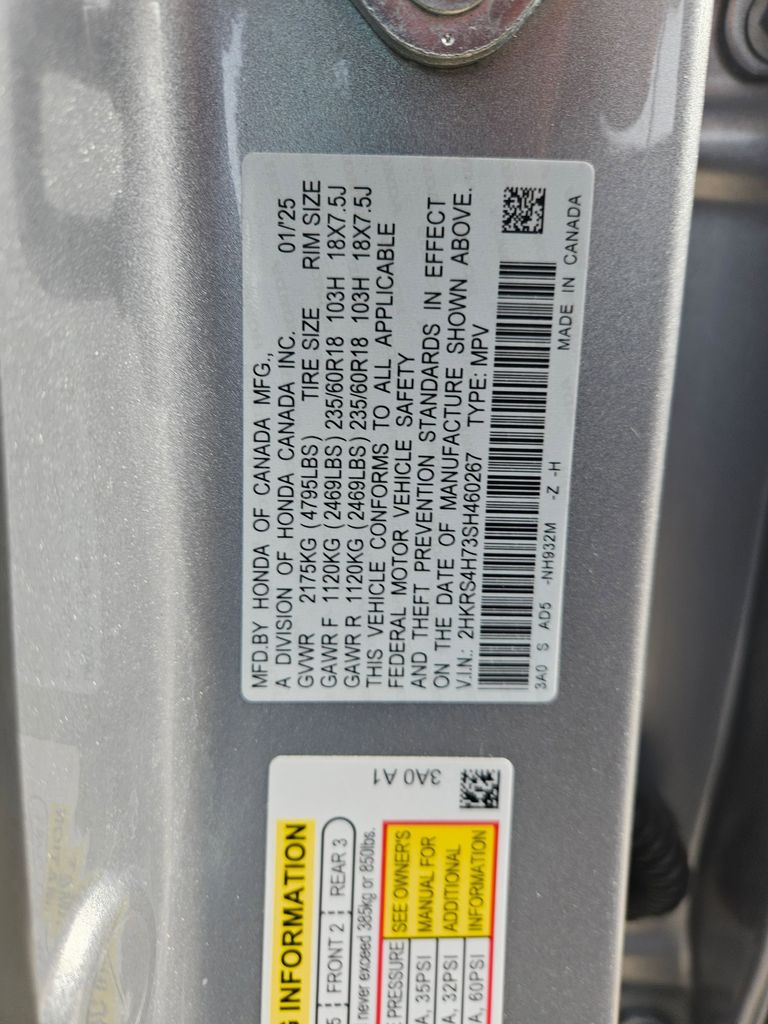 MFD.BY HONDA OF CANADA MFG.,
A DIVISION OF HONDA CANADA INC. 01/'25
GVWR 2175KG (4795LBS) TIRE SIZE RIM SIZE
GAWR F 1120KG (2469LBS) 235/60R18 103H 18X7.5J
GAWR R 1120KG (2469LBS) 235/60R18 103H 18X7.5J
THIS VEHICLE CONFORMS TO ALL APPLICABLE
FEDERAL MOTOR VEHICLE SAFETY
AND THEFT PREVENTION STANDARDS IN EFFECT
ON THE DATE OF MANUFACTURE SHOWN ABOVE.
V.I.N.: 2HKRS4H73SH460267 TYPE: MPV
3A0 S AD5 -NH932M -Z -H
MADE IN CANADA
3A0 A1
G INFORMATION
5 FRONT 2 REAR 3
never exceed 385kg or 850lbs.
PRESSURE SEE OWNER'S
A, 35PSI MANUAL FOR
A, 32PSI ADDITIONAL
A, 60PSI INFORMATION